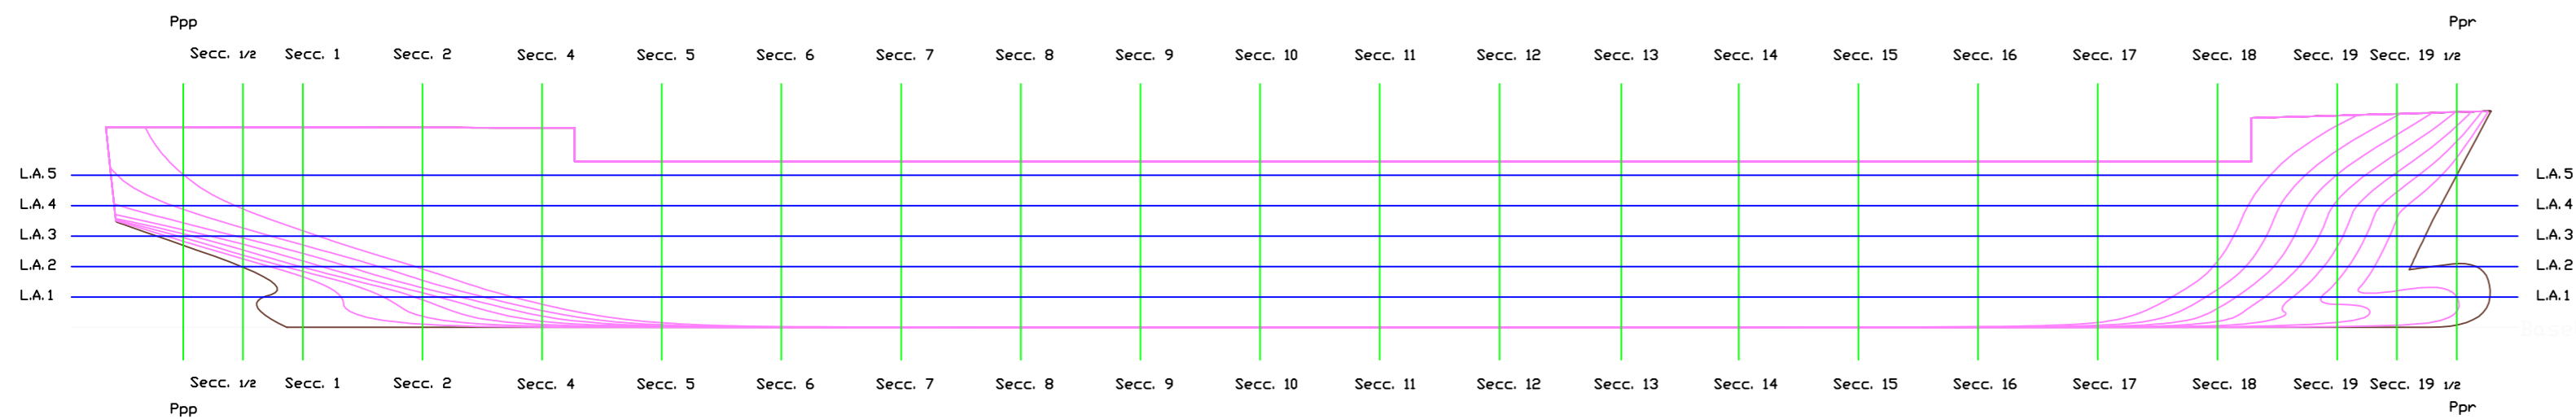 Ppp Ppr
Secc. 1/2 Secc. 1 Secc. 2 Secc. 4 Secc. 5 Secc. 6 Secc. 7 Secc. 8 Secc. 9 Secc. 10 Secc. 11 Secc. 12 Secc. 13 Secc. 14 Secc. 15 Secc. 16 Secc. 17 Secc. 18 Secc. 19 Secc. 19 1/2
L.A. 5 L.A. 5
L.A. 4 L.A. 4
L.A. 3 L.A. 3
L.A. 2 L.A. 2
L.A. 1 L.A. 1
Secc. 1/2 Secc. 1 Secc. 2 Secc. 4 Secc. 5 Secc. 6 Secc. 7 Secc. 8 Secc. 9 Secc. 10 Secc. 11 Secc. 12 Secc. 13 Secc. 14 Secc. 15 Secc. 16 Secc. 17 Secc. 18 Secc. 19 Secc. 19 1/2
Ppp Ppr